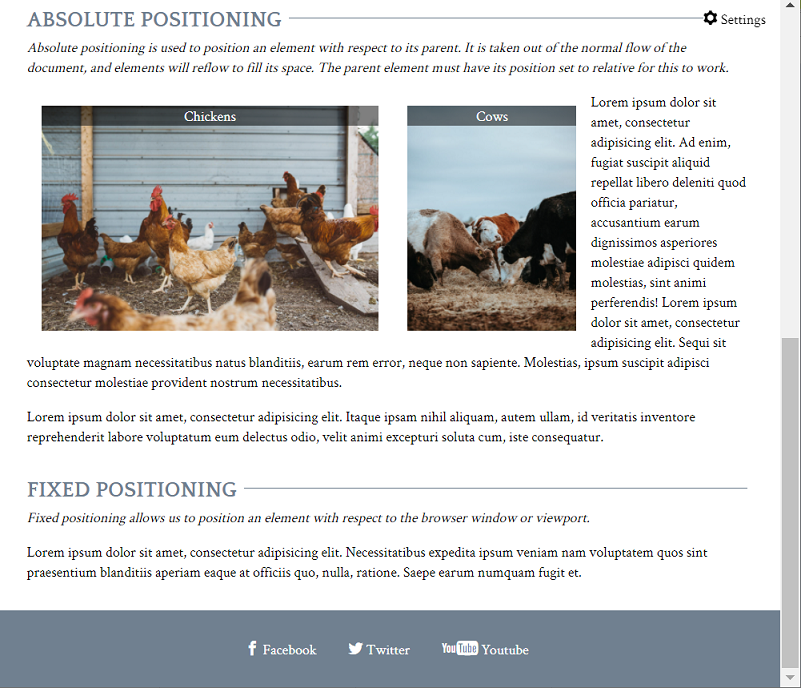 ABSOLUTE POSITIONING
Settings
Absolute positioning is used to position an element with respect to its parent. It is taken out of the normal flow of the
document, and elements will reflow to fill its space. The parent element must have its position set to relative for this to work.
Chickens
Cows
Lorem ipsum dolor sit
amet, consectetur
adipisicing elit. Ad enim,
fugiat suscipit aliquid
repellat libero deleniti quod
officia pariatur,
accusantium earum
dignissimos asperiores
molestiae adipisci quidem
molestias, sint animi
perferendis! Lorem ipsum
dolor sit amet, consectetur
adipisicing elit. Sequi sit
voluptate magnam necessitatibus natus blanditiis, earum rem error, neque non sapiente. Molestias, ipsum suscipit adipisci
consectetur molestiae provident nostrum necessitatibus.
Lorem ipsum dolor sit amet, consectetur adipisicing elit. Itaque ipsam nihil aliquam, autem ullam, id veritatis inventore
reprehenderit labore voluptatum eum delectus odio, velit animi excepturi soluta cum, iste consequatur.
FIXED POSITIONING
Fixed positioning allows us to position an element with respect to the browser window or viewport.
Lorem ipsum dolor sit amet, consectetur adipisicing elit. Necessitatibus expedita ipsum veniam nam voluptatem quos sint
praesentium blanditiis aperiam eaque at officiis quo, nulla, ratione. Saepe earum numquam fugit et.
Facebook
Twitter
YouTube Youtube